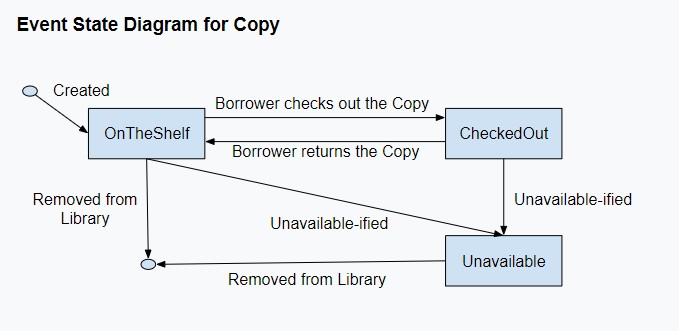 Event State Diagram for Copy
Created
Borrower checks out the Copy
OnTheShelf
CheckedOut
Borrower returns the Copy
Removed from
Library
Unavailable-ified
Unavailable-ified
Unavailable
Removed from Library